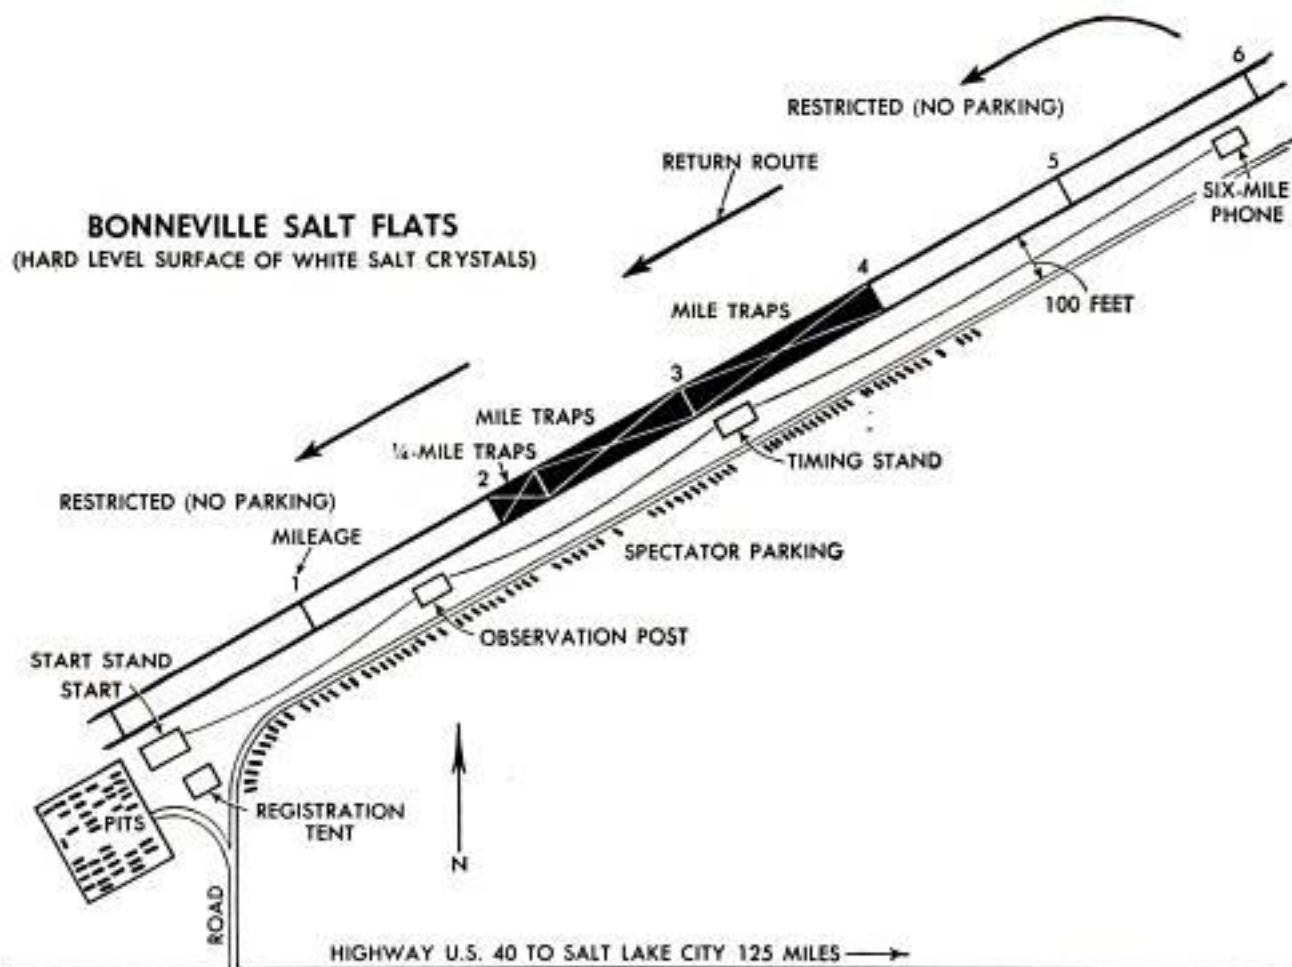 6
RESTRICTED (NO PARKING)
5
RETURN ROUTE
SIX-MILE
PHONE
BONNEVILLE SALT FLATS
(HARD LEVEL SURFACE OF WHITE SALT CRYSTALS)
4
100 FEET
MILE TRAPS
3
MILE TRAPS
¼-MILE TRAPS
TIMING STAND
2
RESTRICTED (NO PARKING)
MILEAGE
SPECTATOR PARKING
1
OBSERVATION POST
START STAND
START
REGISTRATION
TENT
PITS
N
ROAD
HIGHWAY U.S. 40 TO SALT LAKE CITY 125 MILES